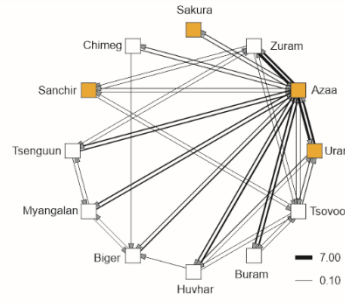 Sakura
Chimeg
Zuram
Sanchir
Azaa
Tsenguun
Uran
Myangalan
Tsovoo
Biger
Buram
Huvhar
7.00
0.10